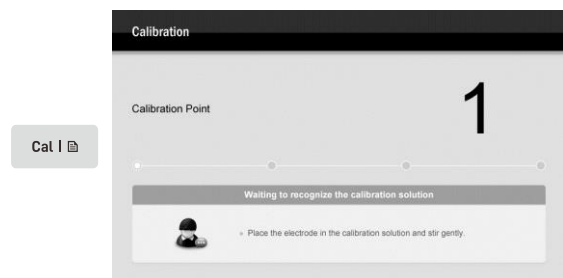 Calibration
Calibration Point
1
Cal
Waiting to recognize the calibration solution
Place the electrode in the calibration solution and stir gently.